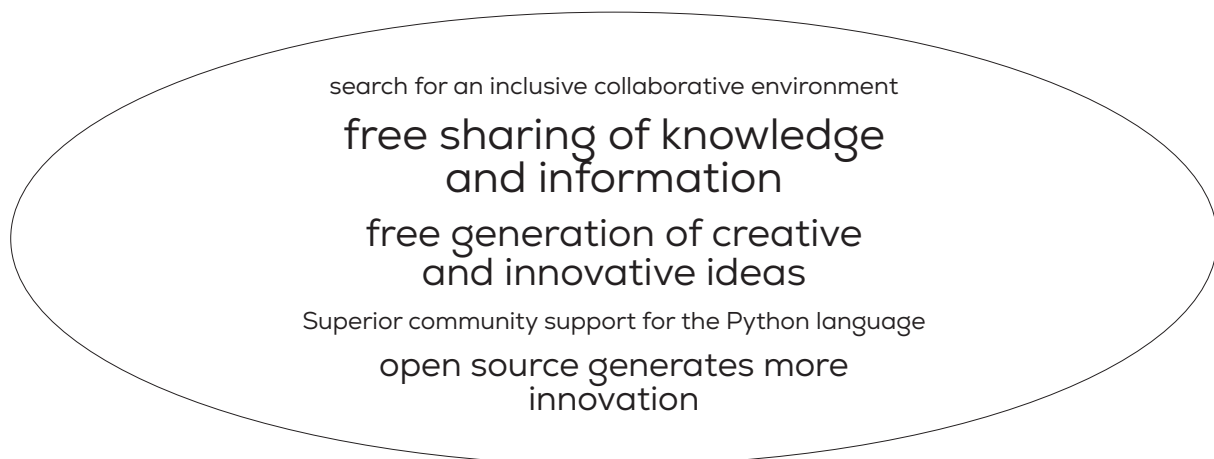 search for an inclusive collaborative environment
free sharing of knowledge
and information
free generation of creative
and innovative ideas
Superior community support for the Python language
open source generates more
innovation